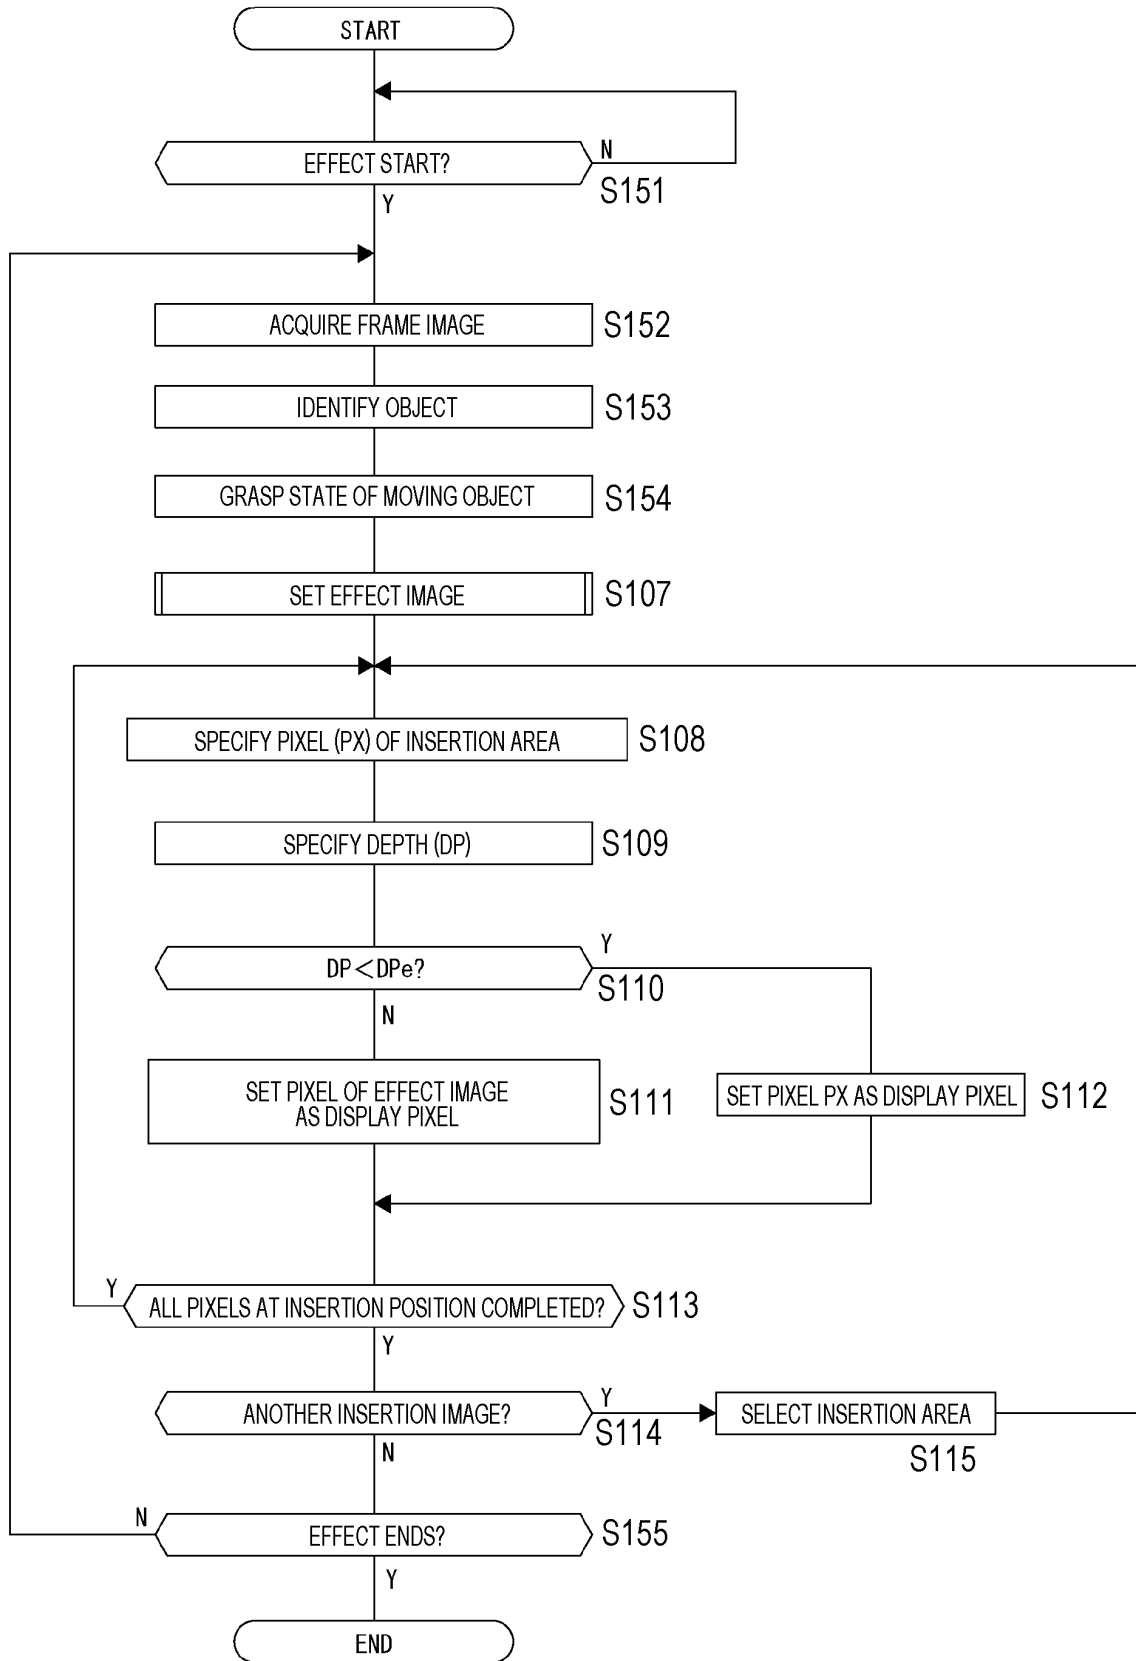 START
EFFECT START?
N
S151
Y
ACQUIRE FRAME IMAGE
S152
IDENTIFY OBJECT
S153
GRASP STATE OF MOVING OBJECT
S154
SET EFFECT IMAGE
S107
SPECIFY PIXEL (PX) OF INSERTION AREA
S108
SPECIFY DEPTH (DP)
S109
DP<DPe?
Y
S110
N
SET PIXEL OF EFFECT IMAGE
AS DISPLAY PIXEL
S111
SET PIXEL PX AS DISPLAY PIXEL
S112
Y
ALL PIXELS AT INSERTION POSITION COMPLETED?
S113
Y
ANOTHER INSERTION IMAGE?
Y
S114
SELECT INSERTION AREA
S115
N
N
EFFECT ENDS?
S155
Y
END